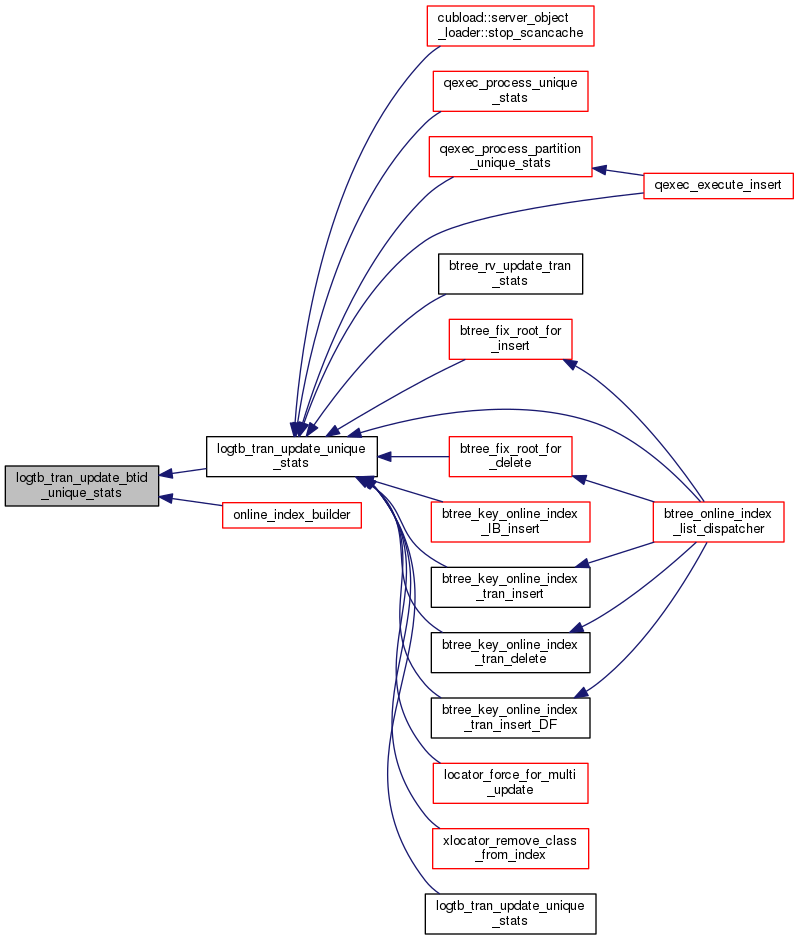 cubload::server_object
_loader::stop_scancache
qexec_process_unique
_stats
qexec_process_partition
_unique_stats
qexec_execute_insert
btree_rv_update_tran
_stats
btree_fix_root_for
_insert
logtb_tran_update_unique
_stats
btree_fix_root_for
_delete
logtb_tran_update_btid
_unique_stats
online_index_builder
btree_key_online_index
_IB_insert
btree_online_index
_list_dispatcher
btree_key_online_index
_tran_insert
btree_key_online_index
_tran_delete
btree_key_online_index
_tran_insert_DF
locator_force_for_multi
_update
xlocator_remove_class
_from_index
logtb_tran_update_unique
_stats